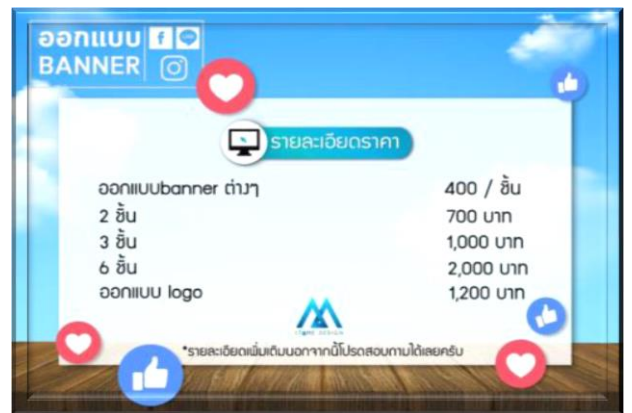 ออกแบบ
BANNER
รายละเอียดราคา
ออกแบบbanner ต่างๆ 400 / ชิ้น
2 ชิ้น 700 บาท
3 ชิ้น 1,000 บาท
6 ชิ้น 2,000 บาท
ออกแบบ logo 1,200 บาท
*รายละเอียดเพิ่มเติมนอกจากนี้โปรดสอบถามได้เลยครับ